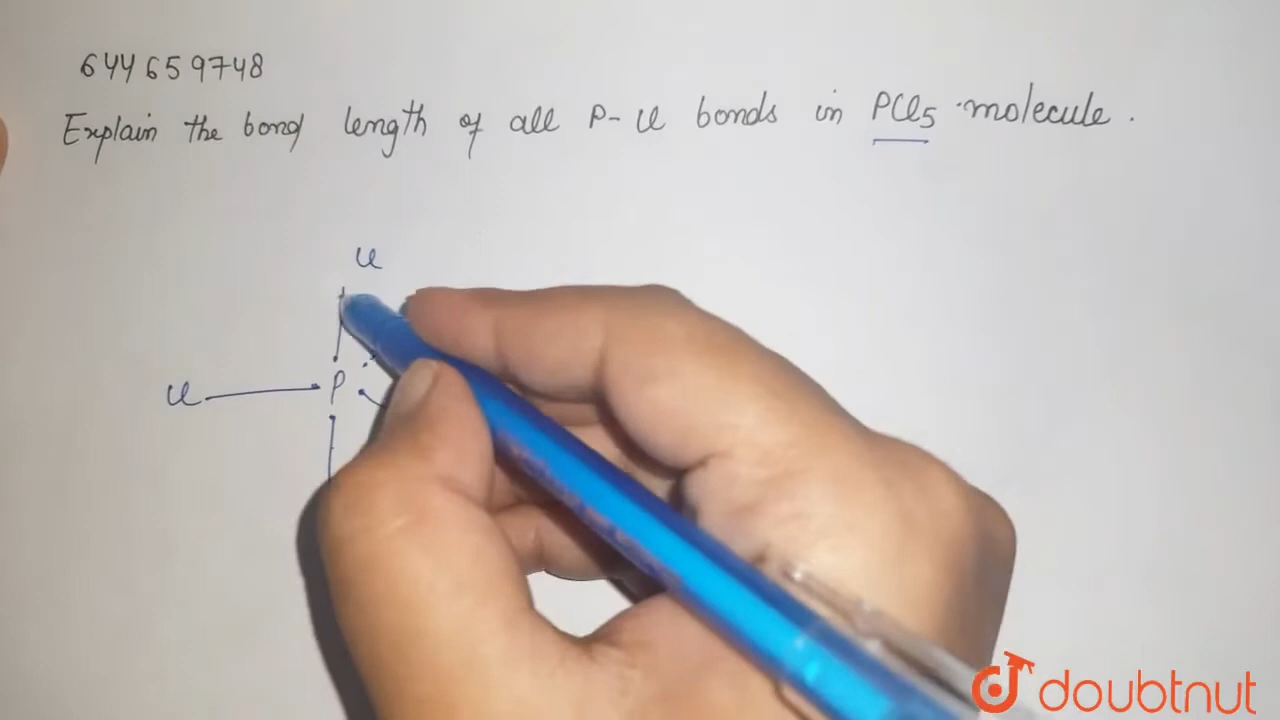 644659748
Explain the bond length of all P-Cl bonds in PCl5 molecule.
Cl
Cl P
doubtnut